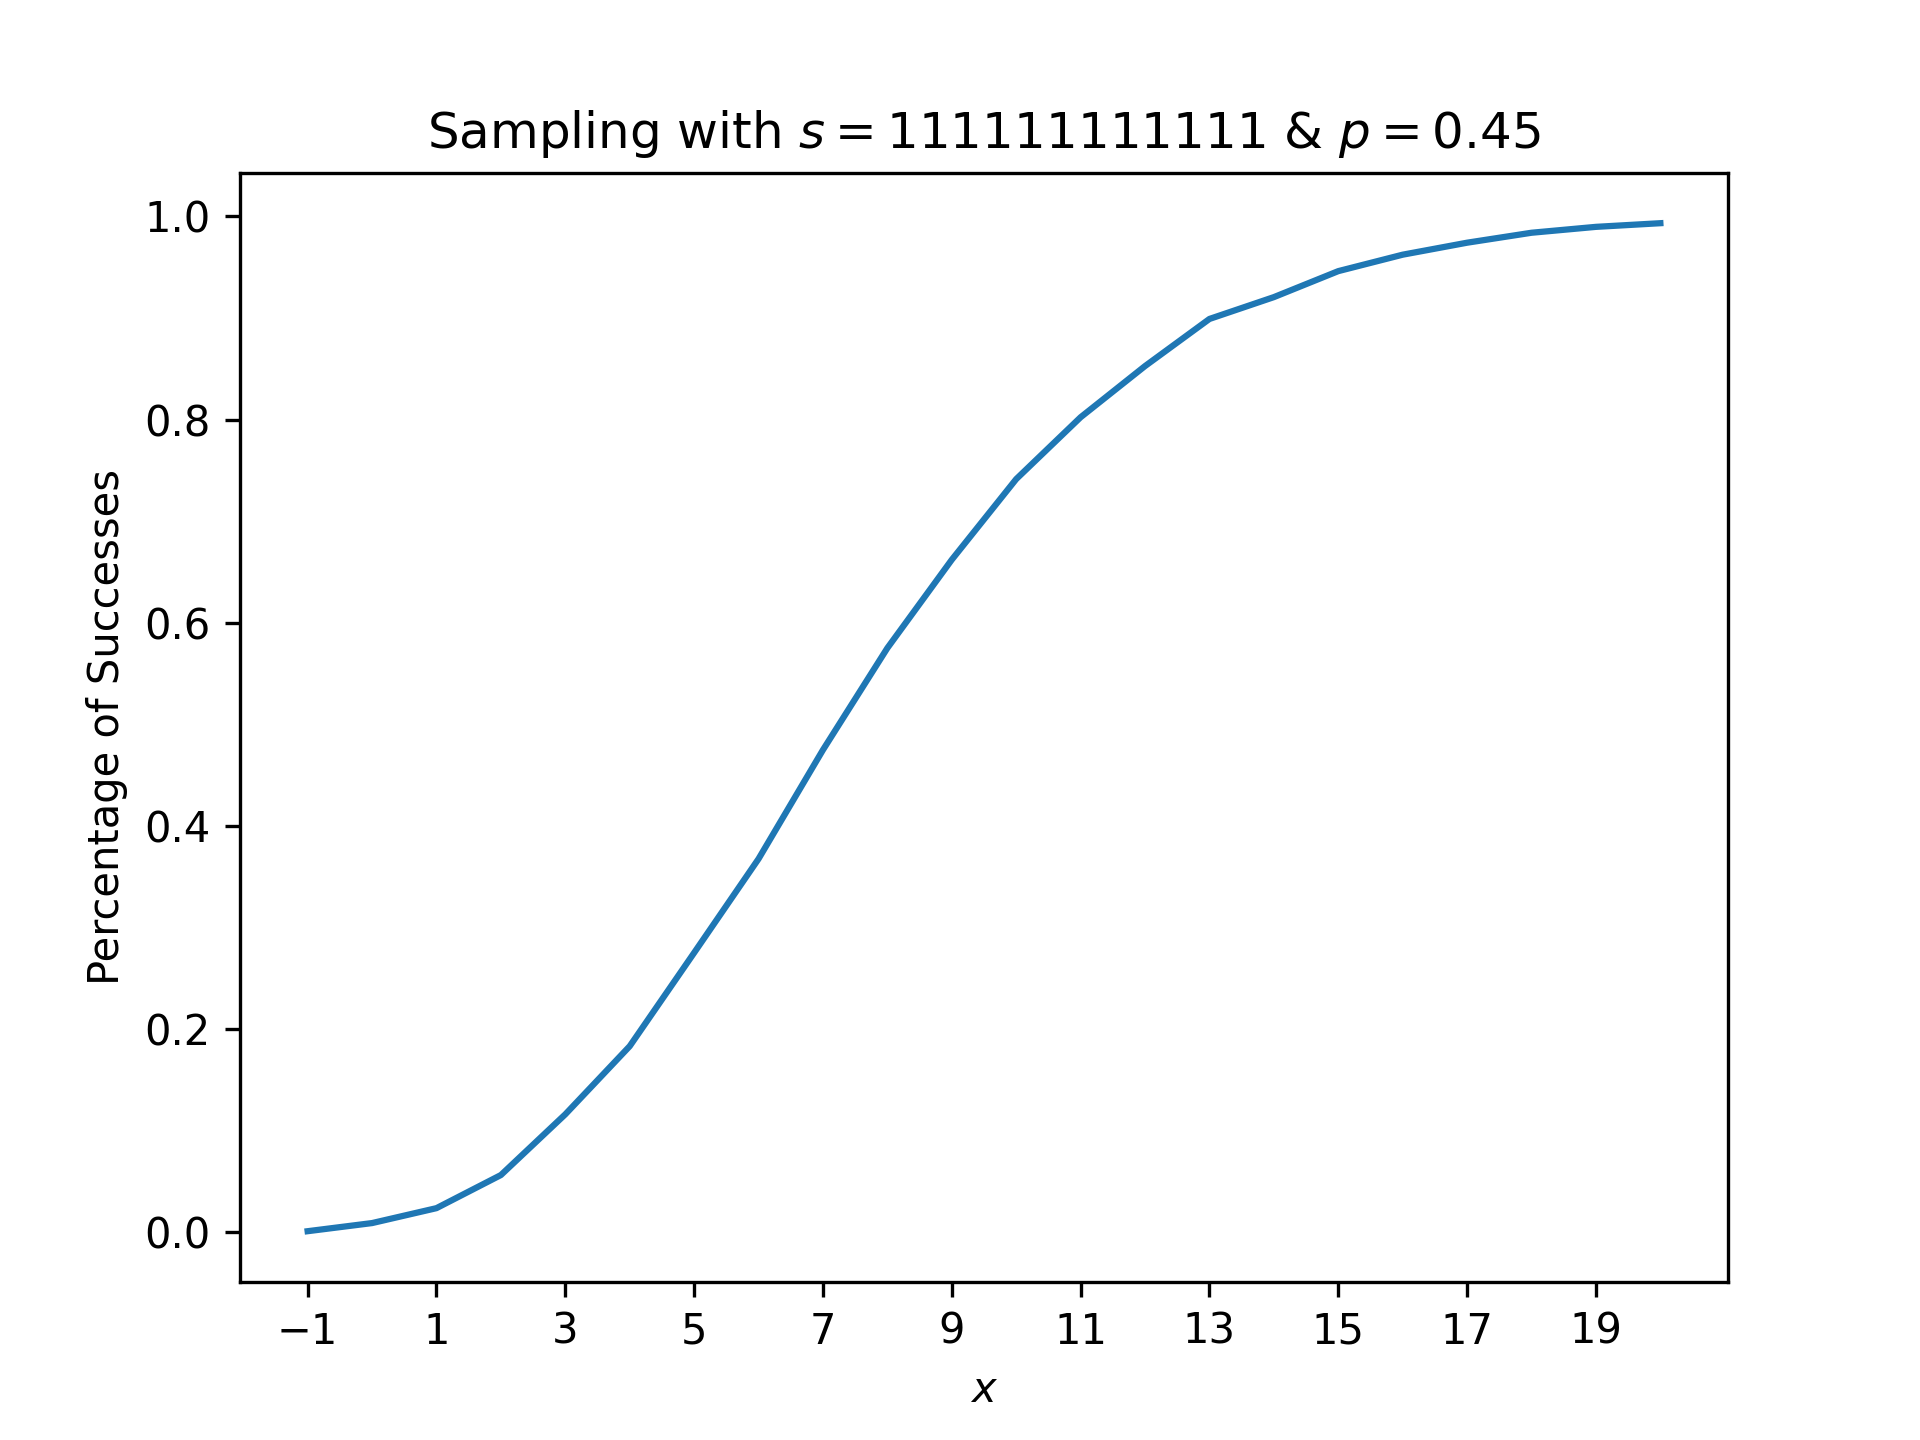 Sampling with s = 111111111111 & p = 0.45
Percentage of Successes
1.0
0.8
0.6
0.4
0.2
0.0
−1 1 3 5 7 9 11 13 15 17 19
x